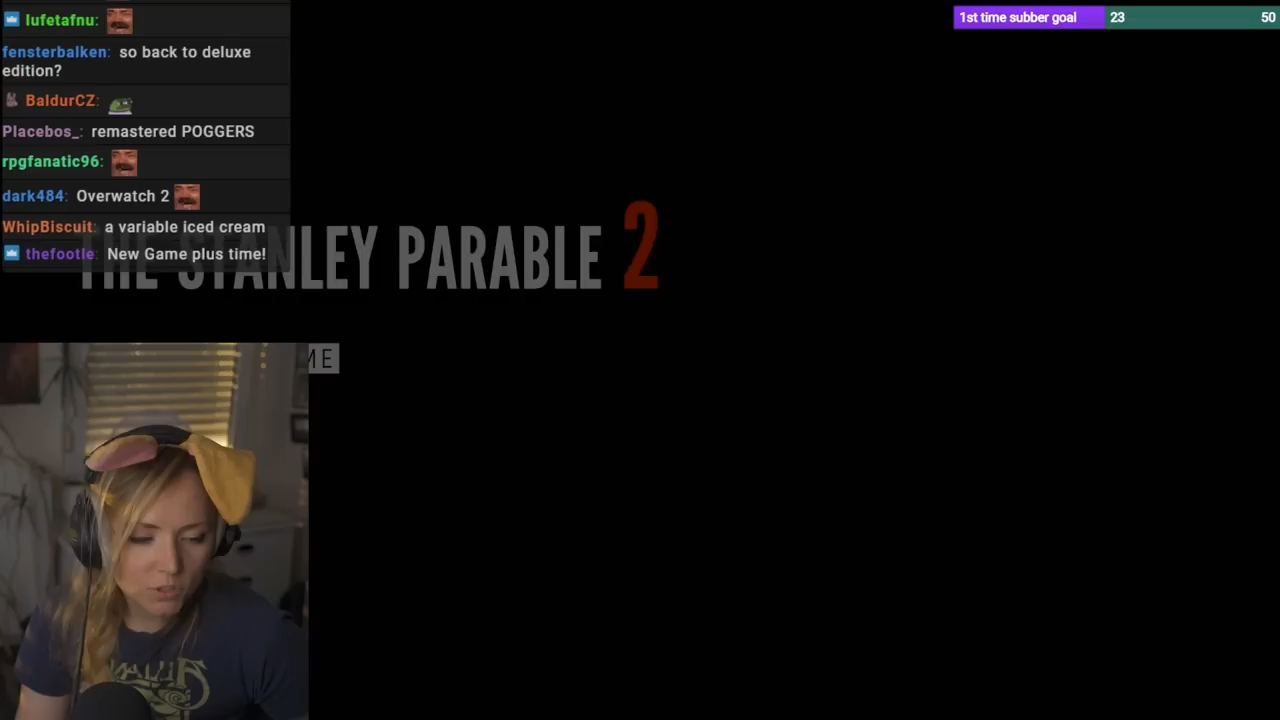 lufetafnu:
fensterbalken: so back to deluxe
edition?
BaldurCZ:
Placebos_: remastered POGGERS
rpgfanatic96:
dark484: Overwatch 2
WhipBiscuit: a variable iced cream
thefootle: New Game plus time!
1st time subber goal 23 50
THE STANLEY PARABLE 2
ME